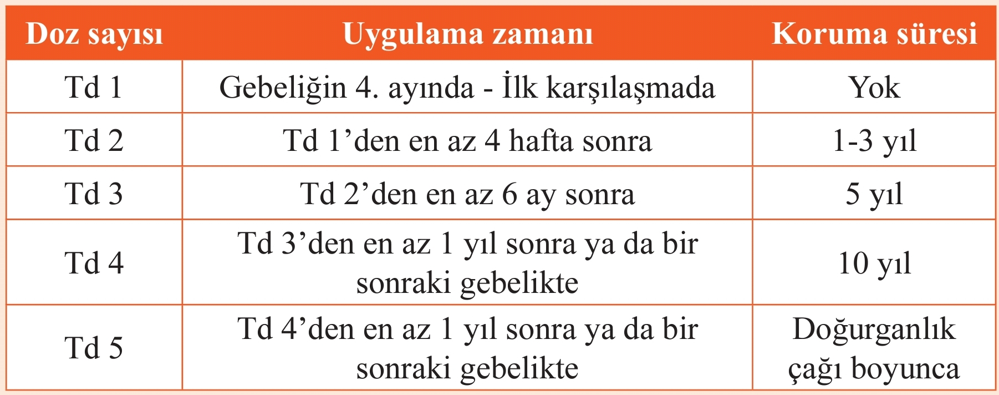 Doz sayısı Uygulama zamanı Koruma süresi
Td 1 Gebeliğin 4. ayında - İlk karşılaşmada Yok
Td 2 Td 1’den en az 4 hafta sonra 1-3 yıl
Td 3 Td 2’den en az 6 ay sonra 5 yıl
Td 4 Td 3’den en az 1 yıl sonra ya da bir
sonraki gebelikte 10 yıl
Td 5 Td 4’den en az 1 yıl sonra ya da bir
sonraki gebelikte Doğurganlık
çağı boyunca